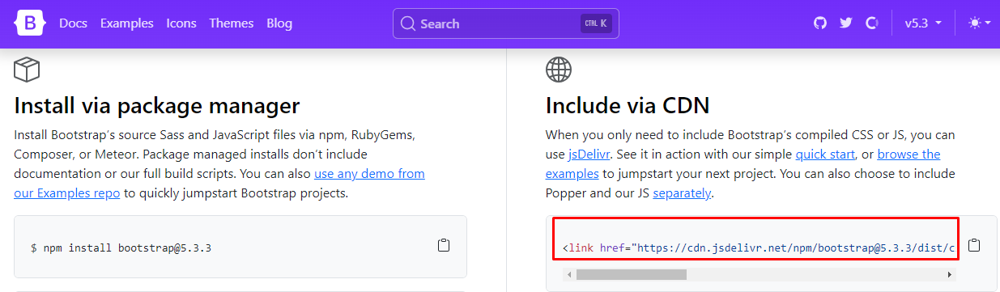 B Docs Examples Icons Themes Blog Search CTRL K v5.3
Install via package manager
Install Bootstrap’s source Sass and JavaScript files via npm, RubyGems,
Composer, or Meteor. Package managed installs don’t include
documentation or our full build scripts. You can also use any demo from
our Examples repo to quickly jumpstart Bootstrap projects.
$ npm install bootstrap@5.3.3
Include via CDN
When you only need to include Bootstrap’s compiled CSS or JS, you can
use jsDelivr. See it in action with our simple quick start, or browse the
examples to jumpstart your next project. You can also choose to include
Popper and our JS separately.
<link href="https://cdn.jsdelivr.net/npm/bootstrap@5.3.3/dist/c